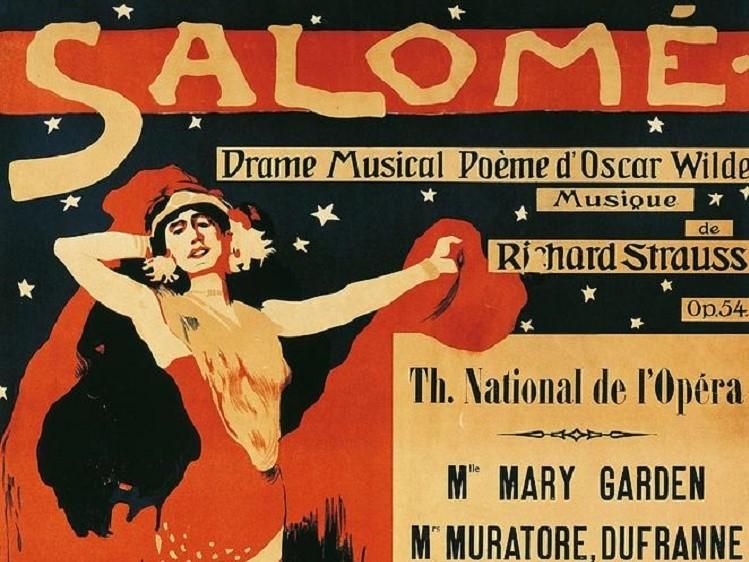 SALOMÉ
Drame Musical Poème d'Oscar Wilde
Musique
de
Richard Strauss
Op.54.
Th. National de l'Opéra
Mlle MARY GARDEN
Mrs MURATORE, DUFRANNE